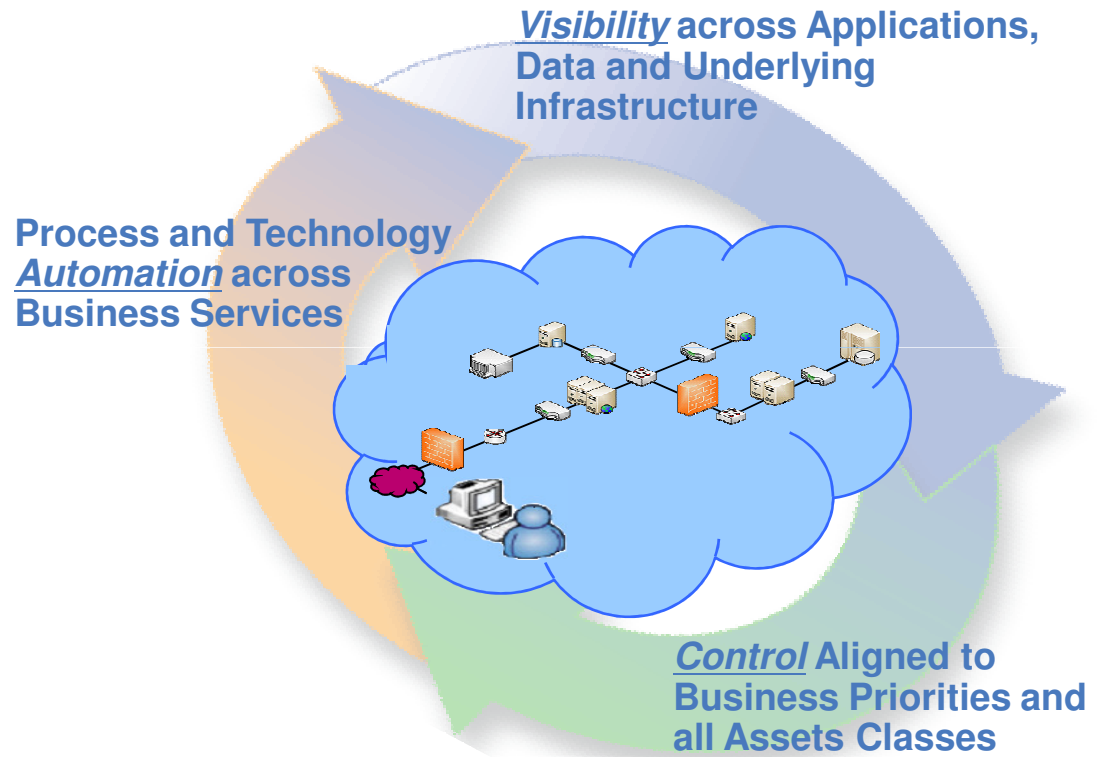 Visibility across Applications,
Data and Underlying
Infrastructure
Process and Technology
Automation across
Business Services
Control Aligned to
Business Priorities and
all Assets Classes